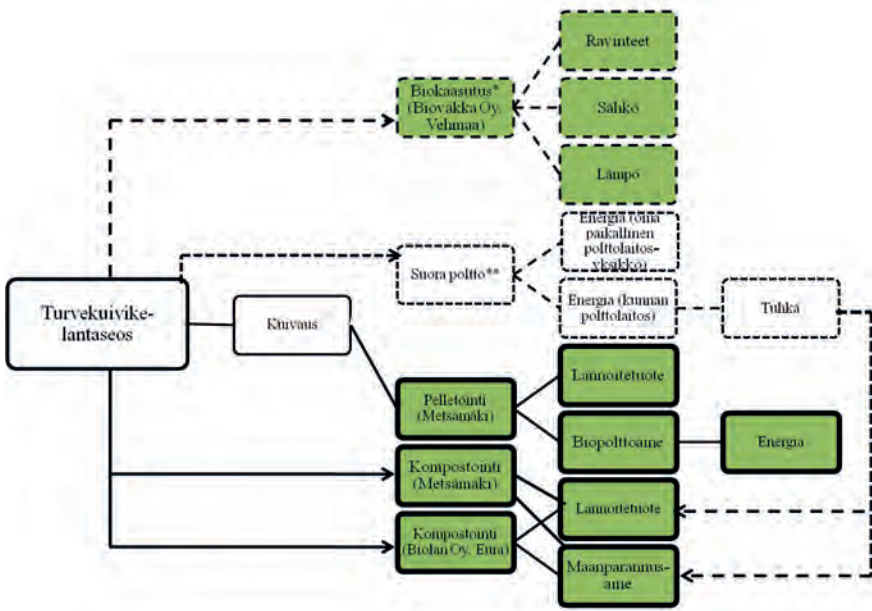 Ravinteet
Biokaasutus*
(Biovakka Oy,
Vehmaa)
Sähkö
Lämpö
Energia (oma
paikallinen
polttolaitos-
yksikkö)
Suora poltto**
Energia (kunnan
polttolaitos)
Tuhka
Turvekuivike-
lantaseos
Kuivaus
Lannoitetuote
Pelletointi
(Metsämäki)
Biopolttoaine
Energia
Kompostointi
(Metsämäki)
Lannoitetuote
Kompostointi
(Biolan Oy, Eura)
Maanparannus-
aine